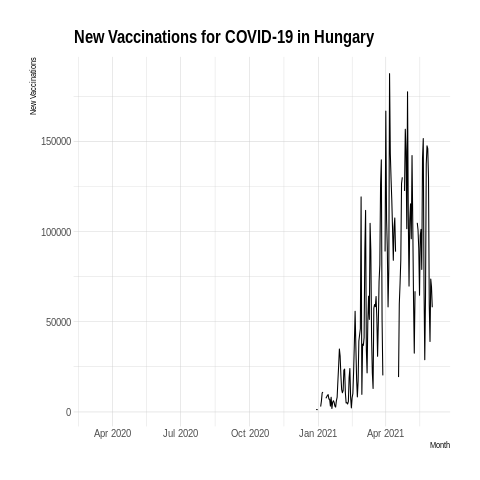 New Vaccinations for COVID-19 in Hungary
New Vaccinations
150000
100000
50000
0
Apr 2020 Jul 2020 Oct 2020 Jan 2021 Apr 2021
Month